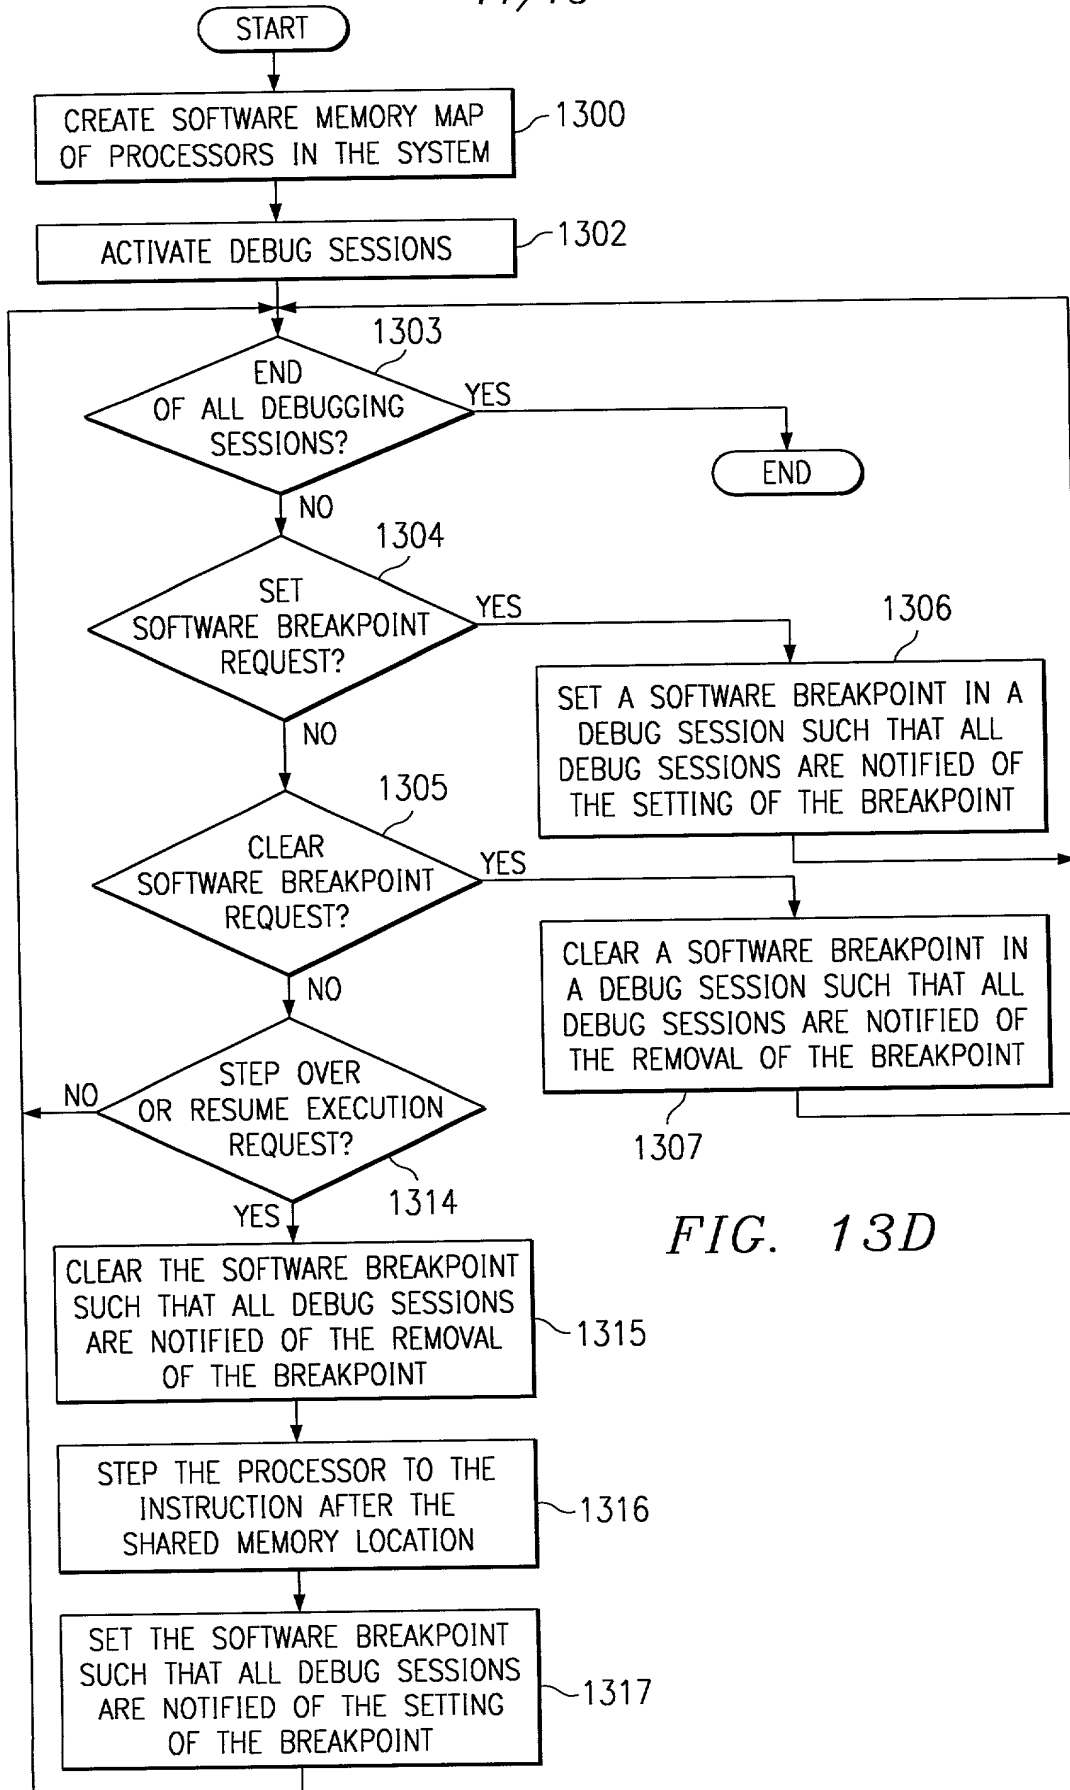 START
CREATE SOFTWARE MEMORY MAP
OF PROCESSORS IN THE SYSTEM
1300
ACTIVATE DEBUG SESSIONS
1302
1303
END
OF ALL DEBUGGING
SESSIONS?
YES
END
NO
1304
SET
SOFTWARE BREAKPOINT
REQUEST?
YES
1306
SET A SOFTWARE BREAKPOINT IN A
DEBUG SESSION SUCH THAT ALL
DEBUG SESSIONS ARE NOTIFIED OF
THE SETTING OF THE BREAKPOINT
NO
1305
CLEAR
SOFTWARE BREAKPOINT
REQUEST?
YES
CLEAR A SOFTWARE BREAKPOINT IN
A DEBUG SESSION SUCH THAT ALL
DEBUG SESSIONS ARE NOTIFIED OF
THE REMOVAL OF THE BREAKPOINT
1307
NO
STEP OVER
OR RESUME EXECUTION
REQUEST?
NO
1314
YES
FIG. 13D
CLEAR THE SOFTWARE BREAKPOINT
SUCH THAT ALL DEBUG SESSIONS
ARE NOTIFIED OF THE REMOVAL
OF THE BREAKPOINT
1315
STEP THE PROCESSOR TO THE
INSTRUCTION AFTER THE
SHARED MEMORY LOCATION
1316
SET THE SOFTWARE BREAKPOINT
SUCH THAT ALL DEBUG SESSIONS
ARE NOTIFIED OF THE SETTING
OF THE BREAKPOINT
1317